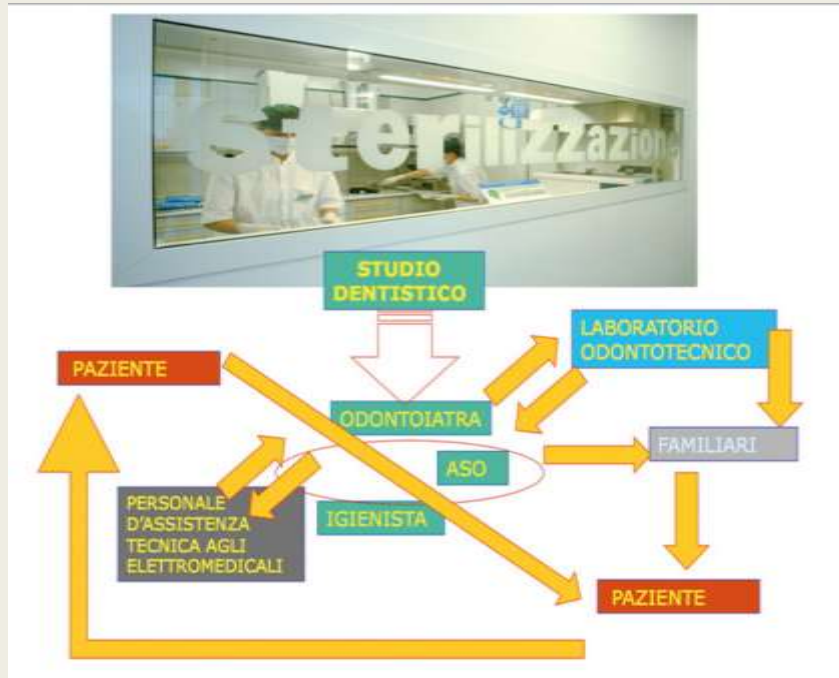 Sterilizzazione
STUDIO
DENTISTICO
LABORATORIO
ODONTOTECNICO
PAZIENTE
ODONTOIATRA
FAMILIARI
ASO
PERSONALE
D'ASSISTENZA
TECNICA AGLI
ELETTROMEDICALI
IGIENISTA
PAZIENTE